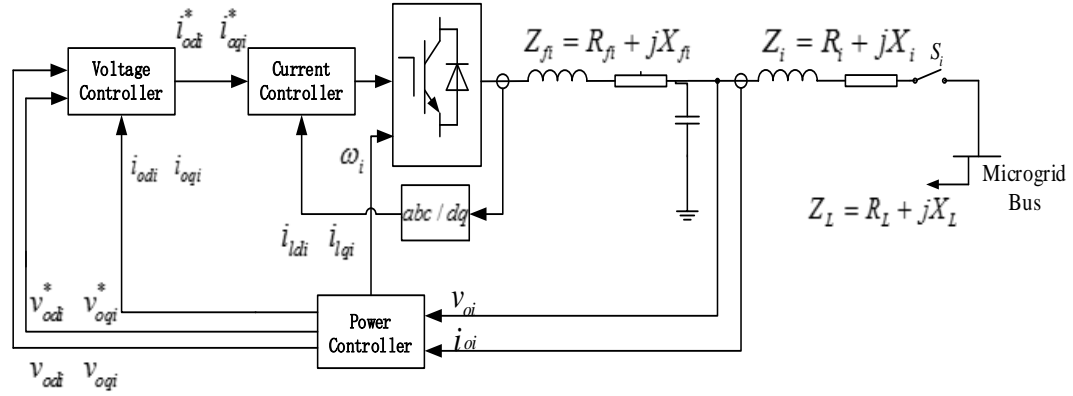 i*odi i*oqi
Voltage Controller
Current Controller
Zfi = Rfi + jXfi
Zi = Ri + jXi
Si
ωi
iodi ioqi
abc / dq
ildi ilqi
Microgrid Bus
ZL = RL + jXL
v*odi v*oqi
Power Controller
voi
ioi
vodi voqi